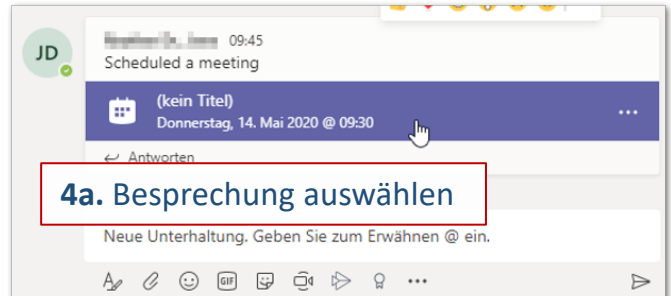 JD
09:45
Scheduled a meeting
(kein Titel)
Donnerstag, 14. Mai 2020 @ 09:30
Antworten
4a. Besprechung auswählen
Neue Unterhaltung. Geben Sie zum Erwähnen @ ein.
GIF